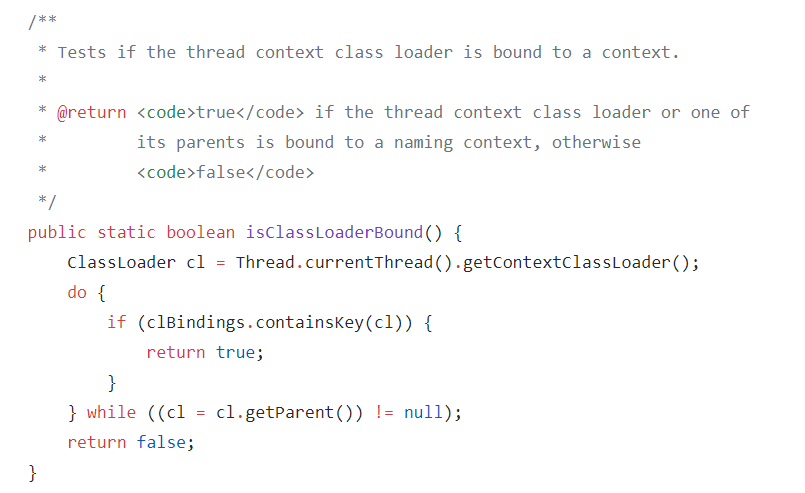 /**
 * Tests if the thread context class loader is bound to a context.
 *
 * @return <code>true</code> if the thread context class loader or one of
 *         its parents is bound to a naming context, otherwise
 *         <code>false</code>
 */
public static boolean isClassLoaderBound() {
    ClassLoader cl = Thread.currentThread().getContextClassLoader();
    do {
        if (clBindings.containsKey(cl)) {
            return true;
        }
    } while ((cl = cl.getParent()) != null);
    return false;
}